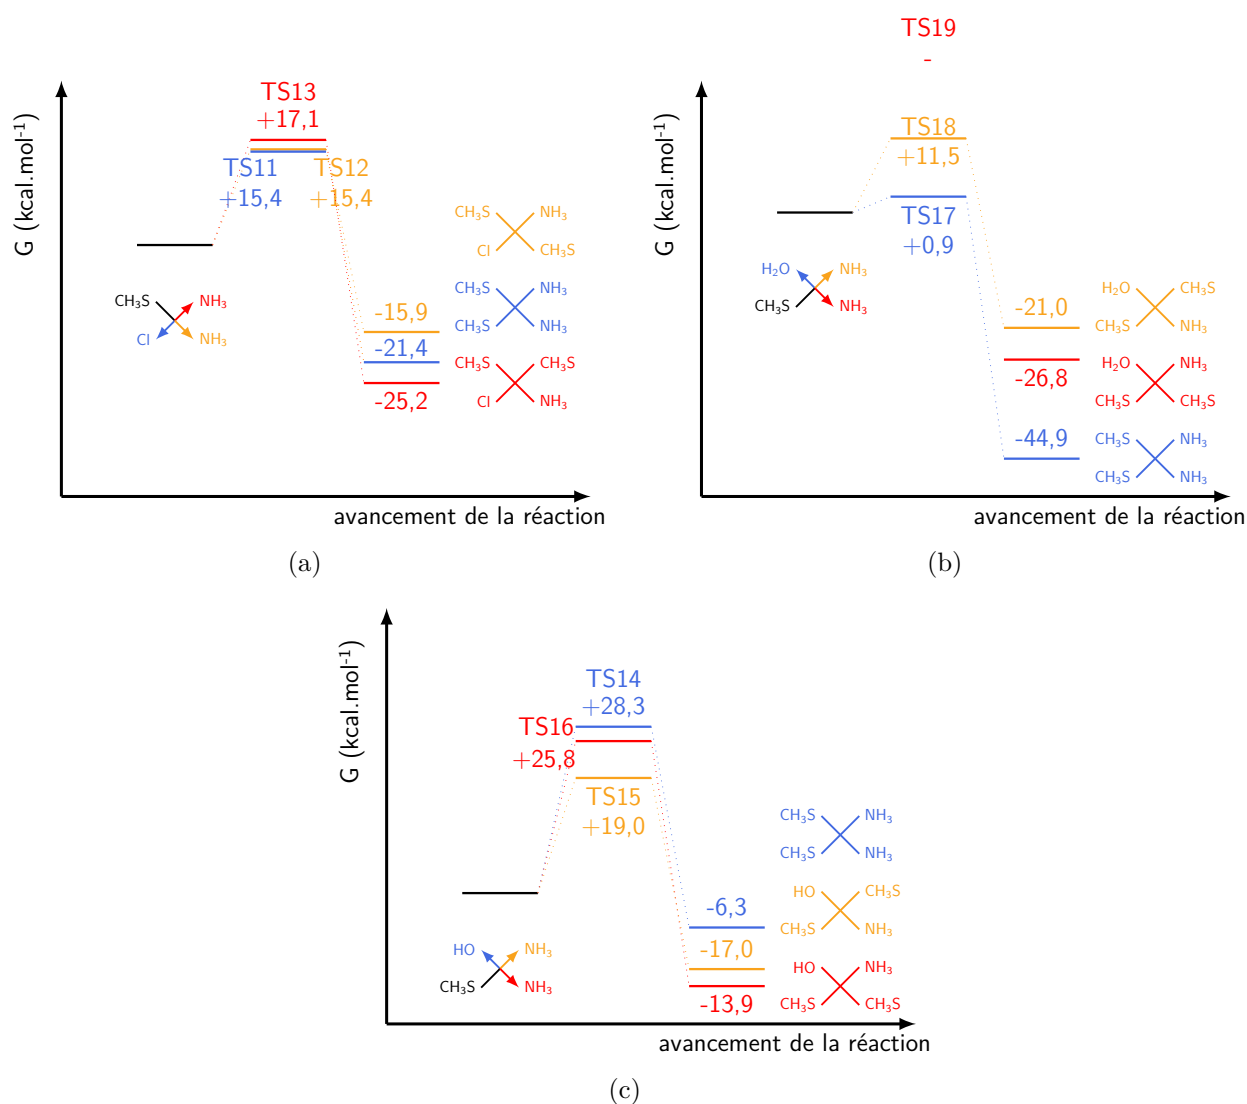 TS13
+17,1
TS11
+15,4
TS12
+15,4
G (kcal.mol-1)
CH3S NH3
Cl CH3S
CH3S NH3
CH3S NH3
CH3S CH3S
Cl NH3
CH3S NH3
Cl NH3
-15,9
-21,4
-25,2
avancement de la réaction
(a)
TS19
-
TS18
+11,5
TS17
+0,9
G (kcal.mol-1)
H2O NH3
CH3S NH3
-21,0
-26,8
-44,9
H2O CH3S
CH3S NH3
H2O NH3
CH3S CH3S
CH3S NH3
CH3S NH3
avancement de la réaction
(b)
TS14
+28,3
TS16
+25,8
TS15
+19,0
G (kcal.mol-1)
HO NH3
CH3S NH3
-6,3
-17,0
-13,9
CH3S NH3
CH3S NH3
HO CH3S
CH3S NH3
HO NH3
CH3S CH3S
avancement de la réaction
(c)